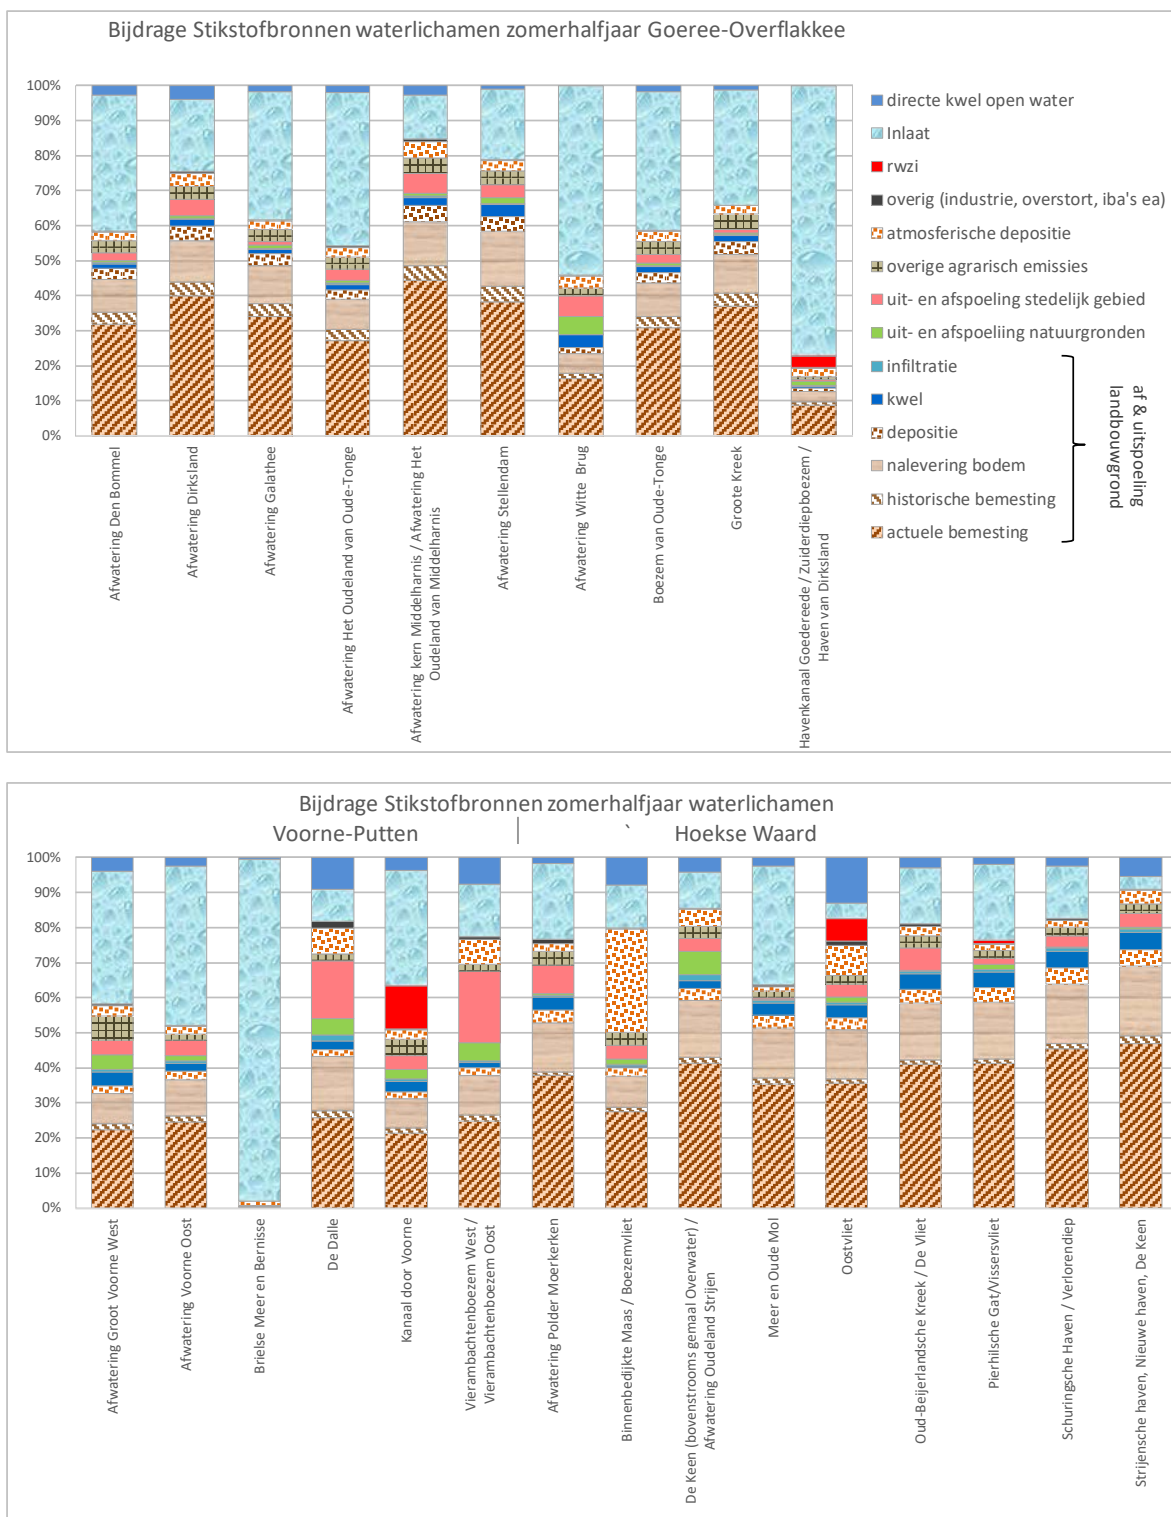 Bijdrage Stikstofbronnen waterlichamen zomerhalfjaar Goeree-Overflakkee
100%
90%
80%
70%
60%
50%
40%
30%
20%
10%
0%
Afwatering Den Bommel
Afwatering Dirksland
Afwatering Galathee
Afwatering Het Oudeland van Oude-Tonge
Afwatering kern Middelharnis / Afwatering Het
Oudeland van Middelharnis
Afwatering Stellendam
Afwatering Witte Brug
Boezem van Oude-Tonge
Groote Kreek
Havenkanaal Goedereede / Zuiderdiepboezem /
Haven van Dirksland
directe kwel open water
Inlaat
rwzi
overig (industrie, overstort, iba's ea)
atmosferische depositie
overige agrarisch emissies
uit- en afspoeling stedelijk gebied
uit- en afspoeliing natuurgronden
infiltratie
kwel
depositie
nalevering bodem
historische bemesting
actuele bemesting
af & uitspoeling
landbouwgrond
Bijdrage Stikstofbronnen zomerhalfjaar waterlichamen
Voorne-Putten | ` Hoekse Waard
100%
90%
80%
70%
60%
50%
40%
30%
20%
10%
0%
Afwatering Groot Voorne West
Afwatering Voorne Oost
Brielse Meer en Bernisse
De Dalle
Kanaal door Voorne
Vierambachtenboezem West /
Vierambachtenboezem Oost
Afwatering Polder Moerkerken
Binnenbedijkte Maas / Boezemvliet
De Keen (bovenstrooms gemaal Overwater) /
Afwatering Oudeland Strijen
Meer en Oude Mol
Oostvliet
Oud-Beijerlandsche Kreek / De Vliet
Pierhilsche Gat/Vissersvliet
Schuringsche Haven / Verlorendiep
Strijensche haven, Nieuwe haven, De Keen